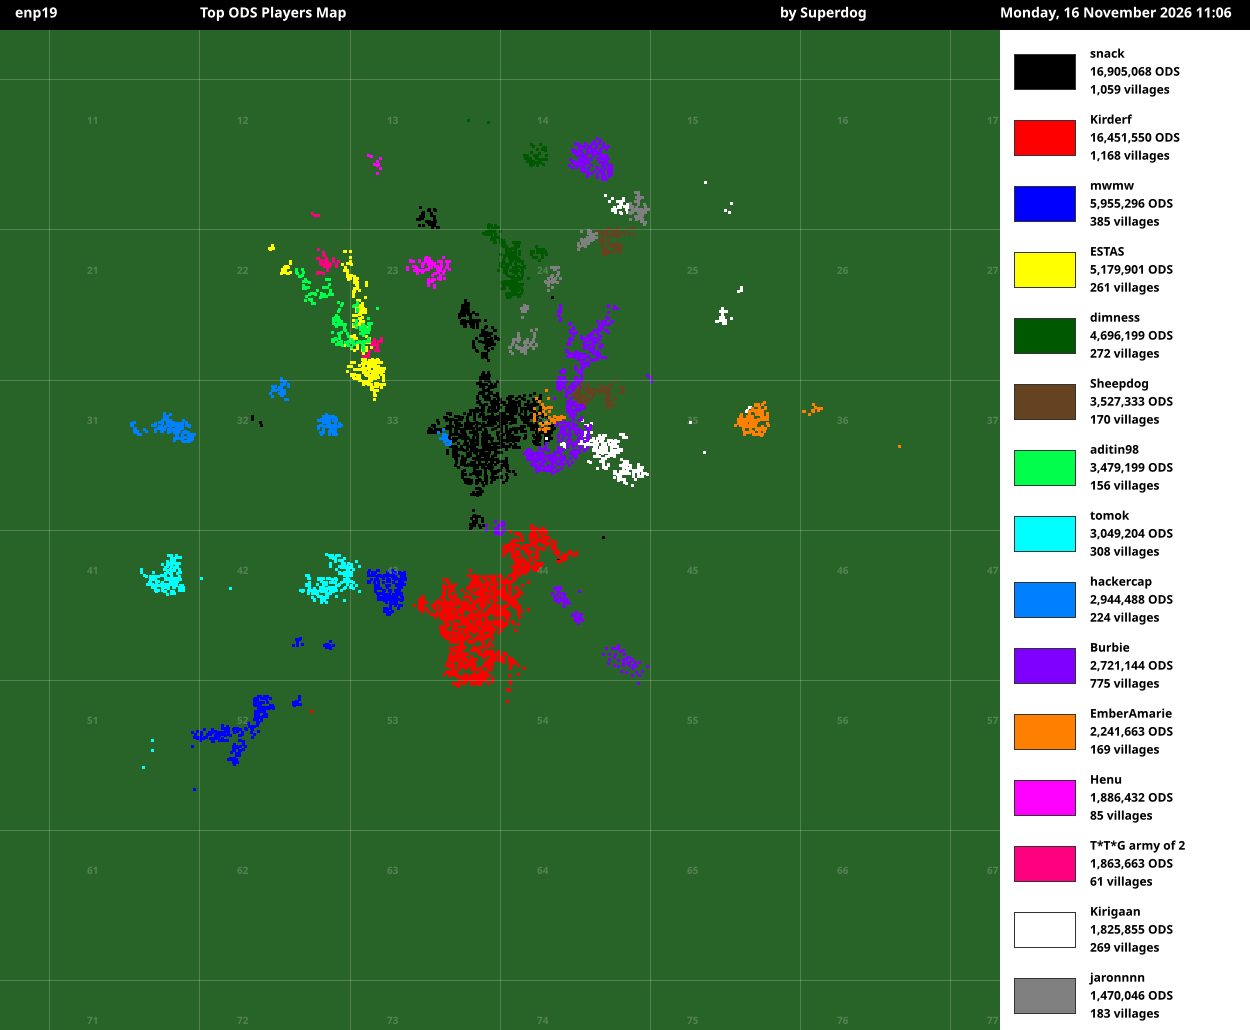 enp19
Top ODS Players Map
by Superdog
Monday, 16 November 2026 11:06
snack
16,905,068 ODS
1,059 villages
Kirderf
16,451,550 ODS
1,168 villages
mwmw
5,955,296 ODS
385 villages
ESTAS
5,179,901 ODS
261 villages
dimness
4,696,199 ODS
272 villages
Sheepdog
3,527,333 ODS
170 villages
aditin98
3,479,199 ODS
156 villages
tomok
3,049,204 ODS
308 villages
hackercap
2,944,488 ODS
224 villages
Burbie
2,721,144 ODS
775 villages
EmberAmarie
2,241,663 ODS
169 villages
Henu
1,886,432 ODS
85 villages
T*T*G army of 2
1,863,663 ODS
61 villages
Kirigaan
1,825,855 ODS
269 villages
jaronnnn
1,470,046 ODS
183 villages
11 12 13 14 15 16 17
21 22 23 24 25 26 27
31 32 33 35 36 37
41 42 44 45 47
51 52 53 54 55 56 57
61 62 63 64 65 66 67
71 72 73 74 75 76 77